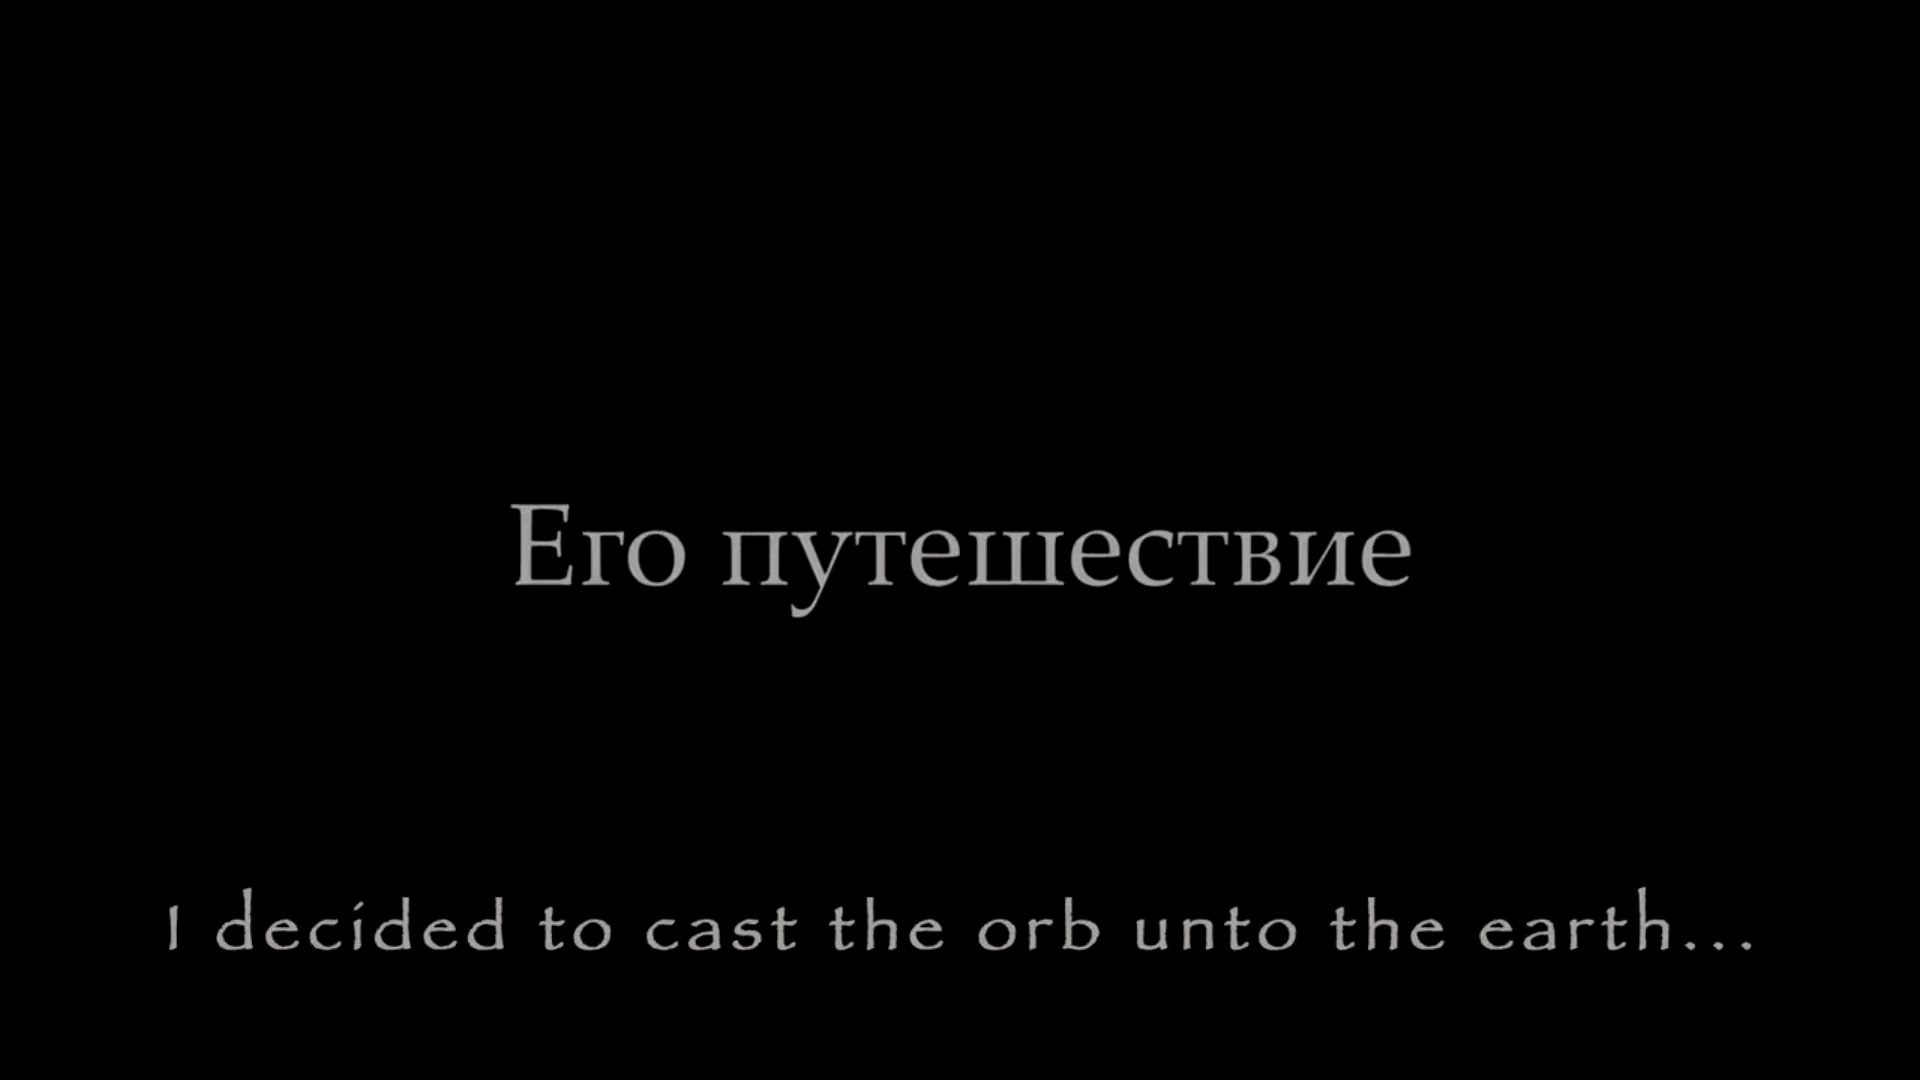 Его путешествие
I decided to cast the orb unto the earth...